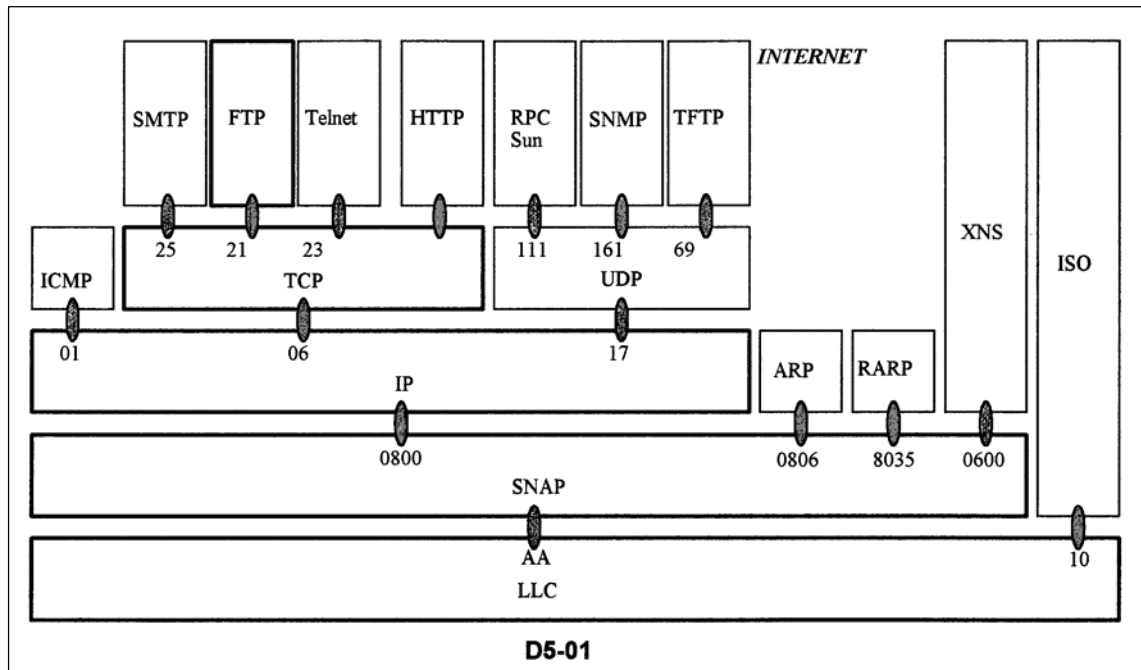 INTERNET
SMTP
FTP
Telnet
HTTP
RPC
Sun
SNMP
TFTP
25
21
23
111
161
69
XNS
ISO
ICMP
TCP
UDP
01
06
17
ARP
RARP
IP
0800
0806
8035
0600
SNAP
AA
10
LLC
D5-01